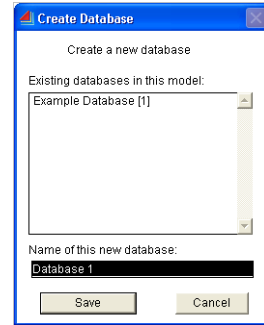 Create Database
Create a new database
Existing databases in this model:
Example Database [1]
Name of this new database:
Database 1
Save
Cancel